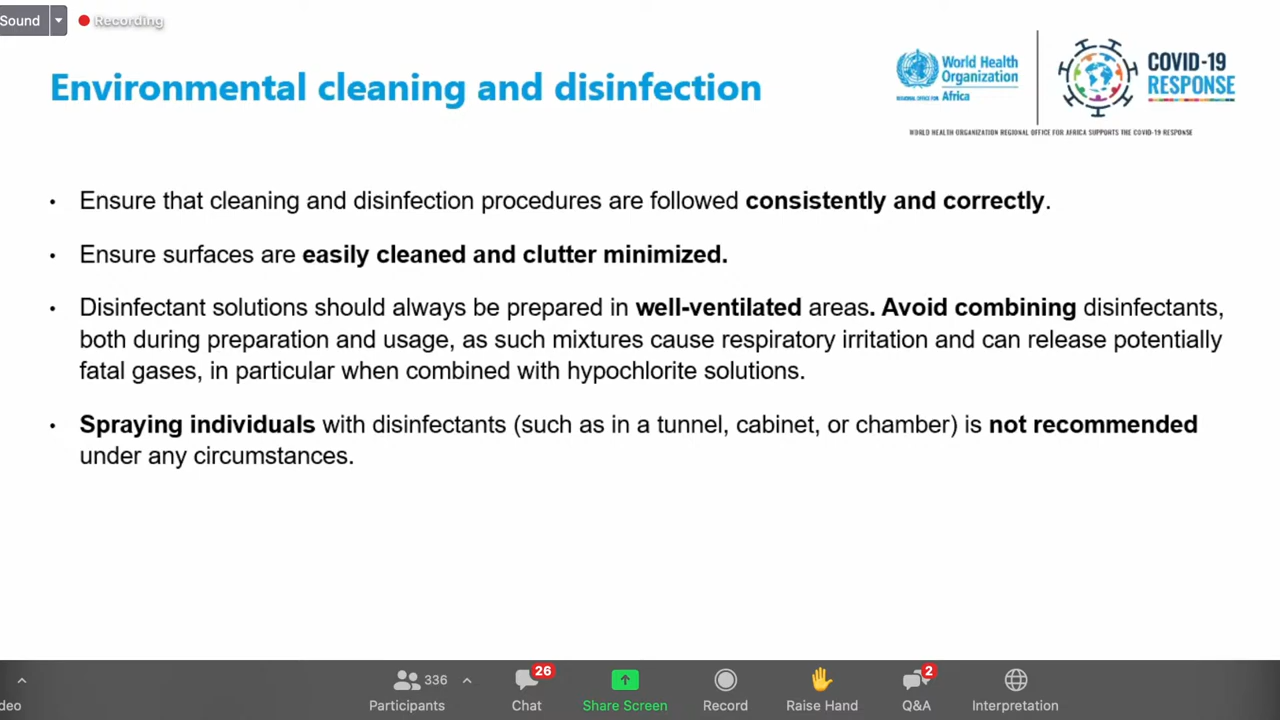 Sound
Recording
World Health
Organization
REGIONAL OFFICE FOR Africa
COVID-19
RESPONSE
WORLD HEALTH ORGANIZATION REGIONAL OFFICE FOR AFRICA SUPPORTS THE COVID-19 RESPONSE
Environmental cleaning and disinfection
• Ensure that cleaning and disinfection procedures are followed consistently and correctly.
• Ensure surfaces are easily cleaned and clutter minimized.
• Disinfectant solutions should always be prepared in well-ventilated areas. Avoid combining disinfectants,
both during preparation and usage, as such mixtures cause respiratory irritation and can release potentially
fatal gases, in particular when combined with hypochlorite solutions.
• Spraying individuals with disinfectants (such as in a tunnel, cabinet, or chamber) is not recommended
under any circumstances.
336
26
2
deo
Participants
Chat
Share Screen
Record
Raise Hand
Q&A
Interpretation